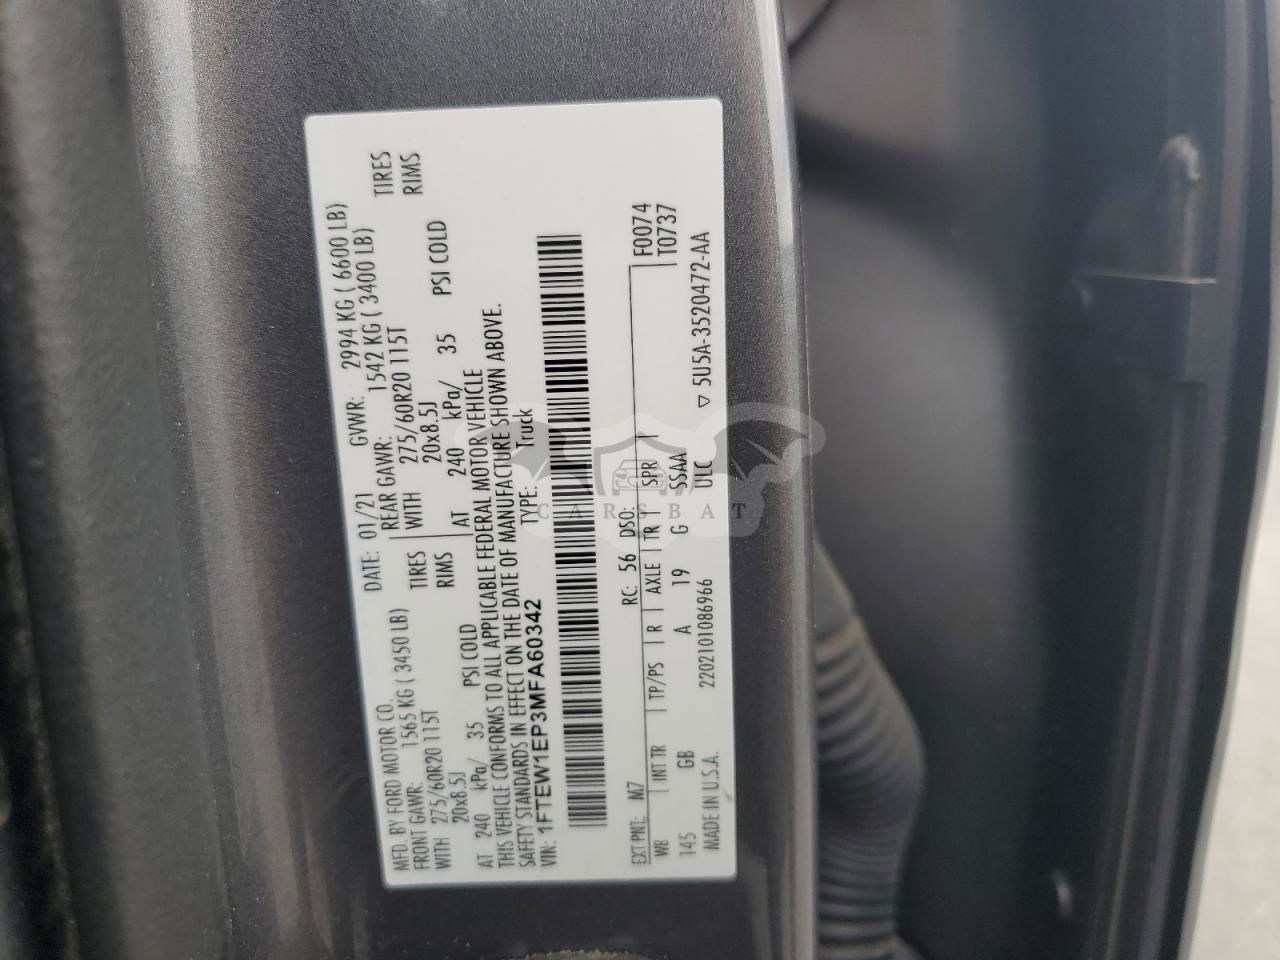 MFD. BY FORD MOTOR CO.
DATE: 01/21 GVWR: 2994 KG ( 6600 LB)
FRONT GAWR: 1565 KG ( 3450 LB)
REAR GAWR: 1542 KG ( 3400 LB)
WITH 275/60R20 115T TIRES
WITH 275/60R20 115T TIRES
20x8.5J RIMS
20x8.5J RIMS
AT 240 kPa/ 35 PSI COLD
AT 240 kPa/ 35 PSI COLD
THIS VEHICLE CONFORMS TO ALL APPLICABLE FEDERAL MOTOR VEHICLE
SAFETY STANDARDS IN EFFECT ON THE DATE OF MANUFACTURE SHOWN ABOVE.
VIN: 1FTEW1EP3MFA60342 TYPE: Truck
F0074
EXT PNT: M7 RC: 56 DSO: T0737
WB INT TR TP/PS R AXLE TR SPR
145 GB A 19 G SSAA
MADE IN U.S.A. 2202101086966 ULC ▽ 5U5A-3520472-AA
CARSBAT